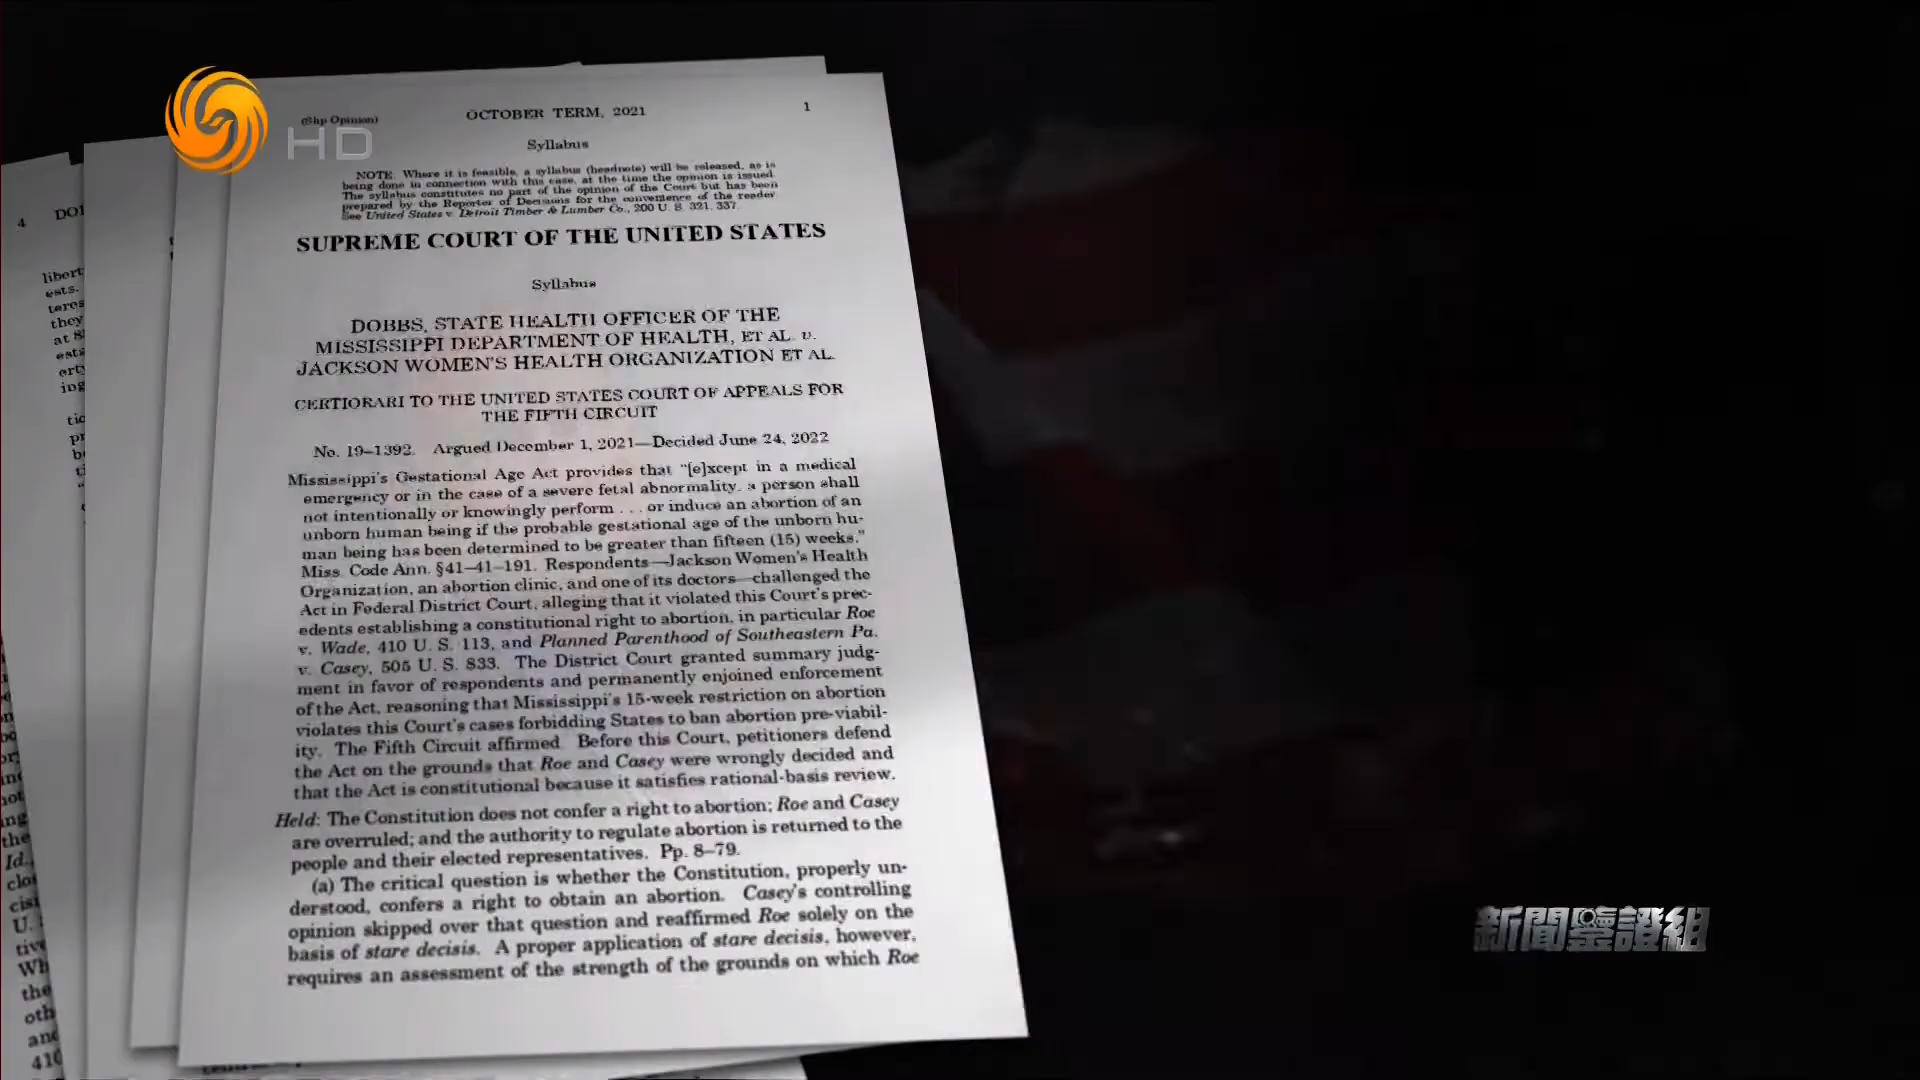 HD
(Slip Opinion)
OCTOBER TERM, 2021
1
Syllabus
NOTE: Where it is feasible, a syllabus (headnote) will be released, as is
being done in connection with this case, at the time the opinion is issued.
The syllabus constitutes no part of the opinion of the Court but has been
prepared by the Reporter of Decisions for the convenience of the reader.
See United States v. Detroit Timber & Lumber Co., 200 U. S. 321, 337.
SUPREME COURT OF THE UNITED STATES
Syllabus
DOBBS, STATE HEALTH OFFICER OF THE
MISSISSIPPI DEPARTMENT OF HEALTH, ET AL. v.
JACKSON WOMEN'S HEALTH ORGANIZATION ET AL.
CERTIORARI TO THE UNITED STATES COURT OF APPEALS FOR
THE FIFTH CIRCUIT
No. 19–1392. Argued December 1, 2021—Decided June 24, 2022
Mississippi's Gestational Age Act provides that "[e]xcept in a medical
emergency or in the case of a severe fetal abnormality, a person shall
not intentionally or knowingly perform . . . or induce an abortion of an
unborn human being if the probable gestational age of the unborn hu-
man being has been determined to be greater than fifteen (15) weeks."
Miss. Code Ann. §41–41–191. Respondents—Jackson Women's Health
Organization, an abortion clinic, and one of its doctors—challenged the
Act in Federal District Court, alleging that it violated this Court's prec-
edents establishing a constitutional right to abortion, in particular Roe
v. Wade, 410 U. S. 113, and Planned Parenthood of Southeastern Pa.
v. Casey, 505 U. S. 833. The District Court granted summary judg-
ment in favor of respondents and permanently enjoined enforcement
of the Act, reasoning that Mississippi's 15-week restriction on abortion
violates this Court's cases forbidding States to ban abortion pre-viabil-
ity. The Fifth Circuit affirmed. Before this Court, petitioners defend
the Act on the grounds that Roe and Casey were wrongly decided and
that the Act is constitutional because it satisfies rational-basis review.
Held: The Constitution does not confer a right to abortion; Roe and Casey
are overruled; and the authority to regulate abortion is returned to the
people and their elected representatives. Pp. 8–79.
(a) The critical question is whether the Constitution, properly un-
derstood, confers a right to obtain an abortion. Casey's controlling
opinion skipped over that question and reaffirmed Roe solely on the
basis of stare decisis. A proper application of stare decisis, however,
requires an assessment of the strength of the grounds on which Roe
4
新聞鑒證組